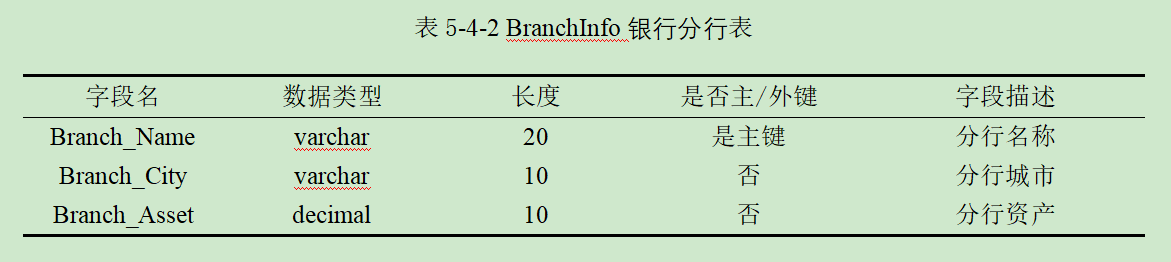 表 5-4-2 BranchInfo 银行分行表
字段名 数据类型 长度 是否主/外键 字段描述
Branch_Name varchar 20 是主键 分行名称
Branch_City varchar 10 否 分行城市
Branch_Asset decimal 10 否 分行资产